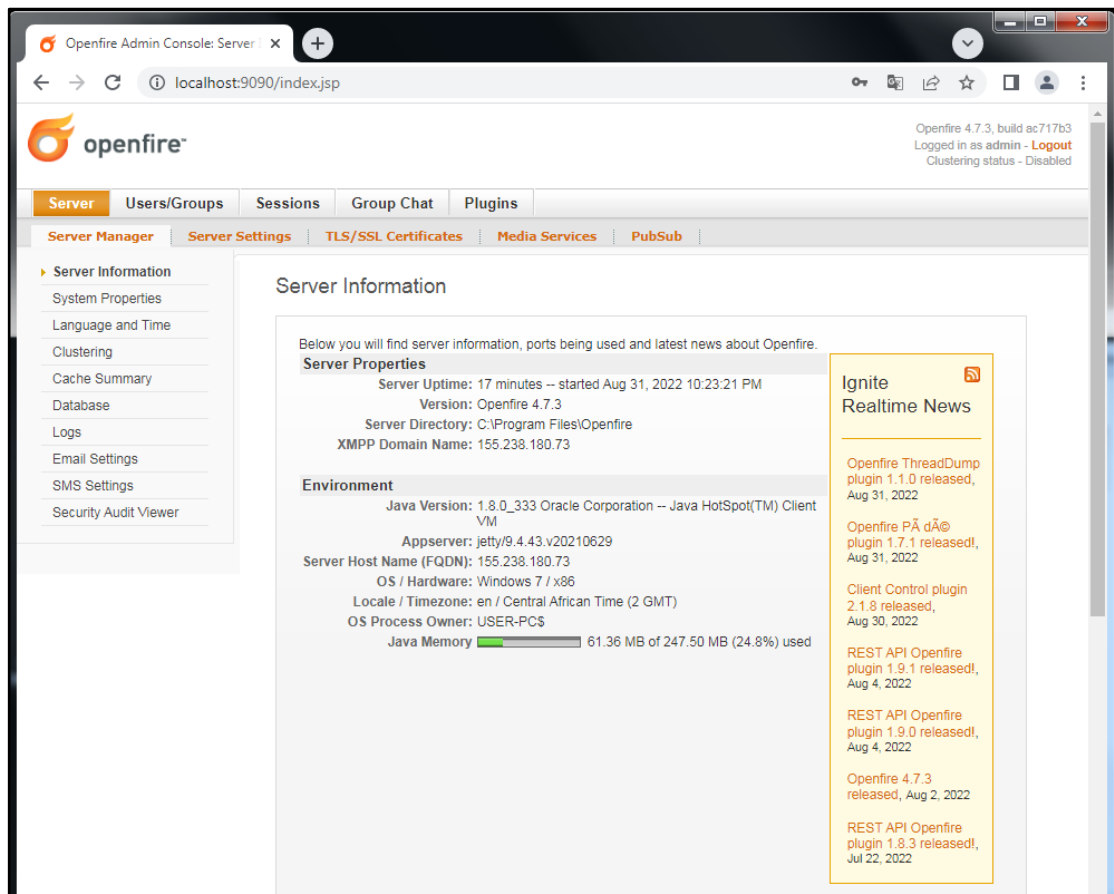 Openfire Admin Console: Server
localhost:9090/index.jsp
openfire™
Openfire 4.7.3, build ac717b3
Logged in as admin - Logout
Clustering status - Disabled
Server Users/Groups Sessions Group Chat Plugins
Server Manager Server Settings TLS/SSL Certificates Media Services PubSub
Server Information
System Properties
Language and Time
Clustering
Cache Summary
Database
Logs
Email Settings
SMS Settings
Security Audit Viewer
Server Information
Below you will find server information, ports being used and latest news about Openfire.
Server Properties
Server Uptime: 17 minutes -- started Aug 31, 2022 10:23:21 PM
Version: Openfire 4.7.3
Server Directory: C:\Program Files\Openfire
XMPP Domain Name: 155.238.180.73
Environment
Java Version: 1.8.0_333 Oracle Corporation -- Java HotSpot(TM) Client
VM
Appserver: jetty/9.4.43.v20210629
Server Host Name (FQDN): 155.238.180.73
OS / Hardware: Windows 7 / x86
Locale / Timezone: en / Central African Time (2 GMT)
OS Process Owner: USER-PC$
Java Memory 61.36 MB of 247.50 MB (24.8%) used
Ignite
Realtime News
Openfire ThreadDump
plugin 1.1.0 released,
Aug 31, 2022
Openfire PÃ dÃ©
plugin 1.7.1 released!,
Aug 31, 2022
Client Control plugin
2.1.8 released,
Aug 30, 2022
REST API Openfire
plugin 1.9.1 released!,
Aug 4, 2022
REST API Openfire
plugin 1.9.0 released!,
Aug 4, 2022
Openfire 4.7.3
released, Aug 2, 2022
REST API Openfire
plugin 1.8.3 released!,
Jul 22, 2022